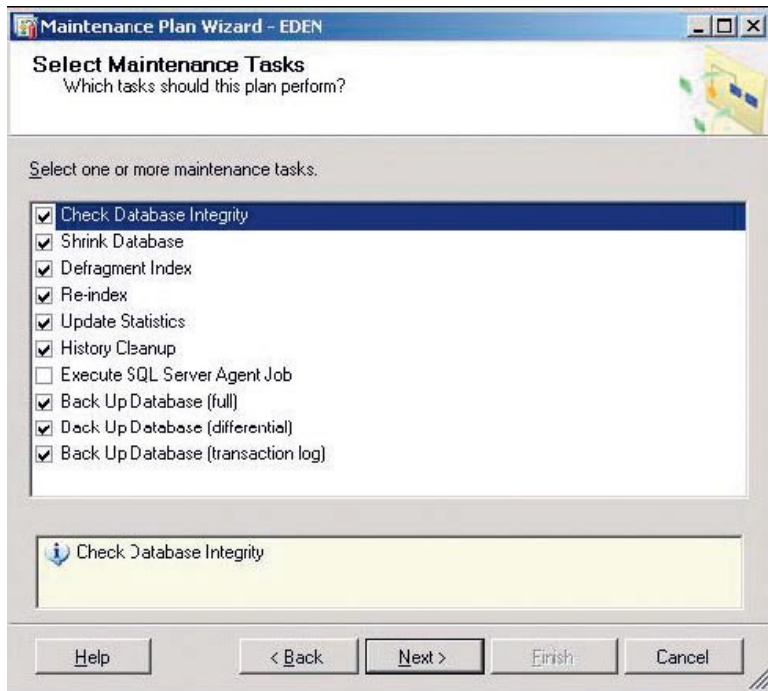 Maintenance Plan Wizard - EDEN
Select Maintenance Tasks
Which tasks should this plan perform?
Select one or more maintenance tasks.
Check Database Integrity
Shrink Database
Defragment Index
Re-index
Update Statistics
History Cleanup
Execute SQL Server Agent Job
Back Up Database (full)
Back Up Database (differential)
Back Up Database (transaction log)
Check Database Integrity
Help
< Back
Next >
Finish
Cancel